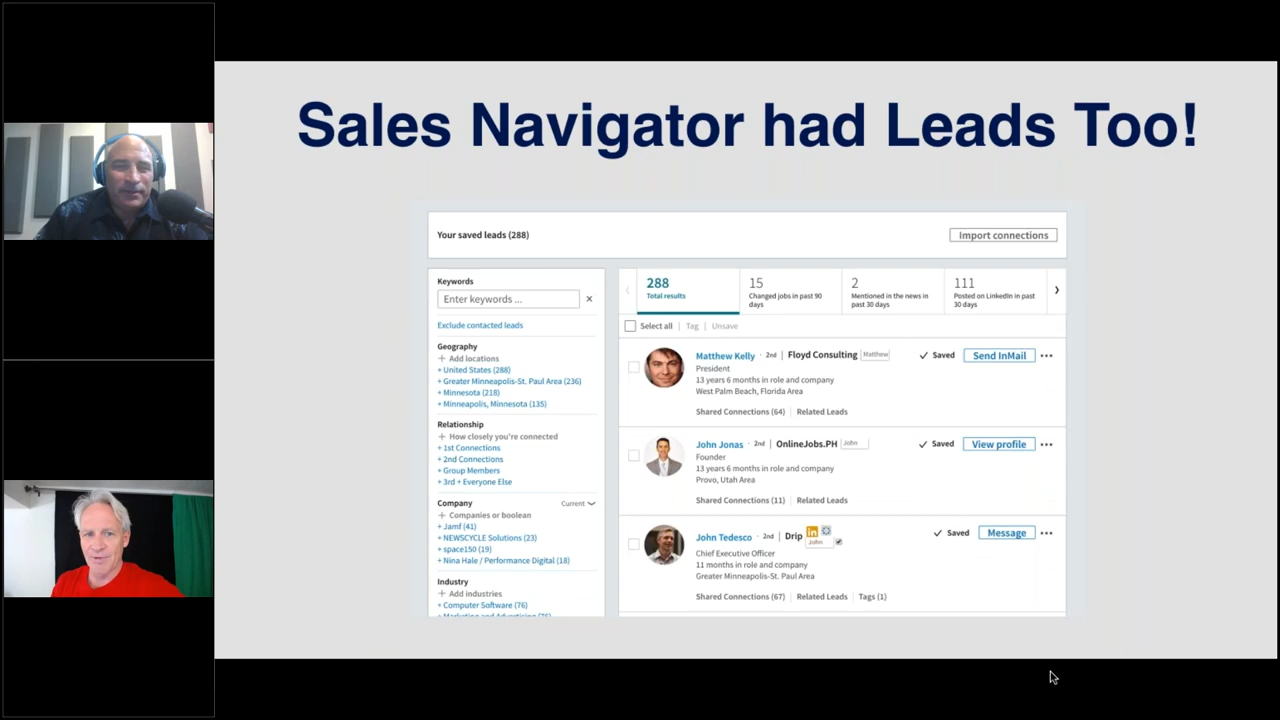 Sales Navigator had Leads Too!
Your saved leads (288)
Import connections
Keywords
Enter keywords ...
Exclude contacted leads
Geography
+ Add locations
+ United States (288)
+ Greater Minneapolis-St. Paul Area (236)
+ Minnesota (218)
+ Minneapolis, Minnesota (135)
Relationship
+ How closely you're connected
+ 1st Connections
+ 2nd Connections
+ Group Members
+ 3rd + Everyone Else
Company
Current
+ Companies or boolean
+ Jamf (41)
+ NEWSCYCLE Solutions (23)
+ space150 (19)
+ Nina Hale / Performance Digital (18)
Industry
+ Add industries
+ Computer Software (76)
+ Marketing and Advertising (76)
288
Total results
15
Changed jobs in past 90
days
2
Mentioned in the news in
past 30 days
111
Posted on LinkedIn in past
30 days
Select all | Tag | Unsave
Matthew Kelly · 2nd | Floyd Consulting Matthew
Saved
Send InMail
President
13 years 6 months in role and company
West Palm Beach, Florida Area
Shared Connections (64) | Related Leads
John Jonas · 2nd | OnlineJobs.PH John
Saved
View profile
Founder
13 years 6 months in role and company
Provo, Utah Area
Shared Connections (11) | Related Leads
John Tedesco · 2nd | Drip in
John
Saved
Message
Chief Executive Officer
11 months in role and company
Greater Minneapolis-St. Paul Area
Shared Connections (67) | Related Leads | Tags (1)